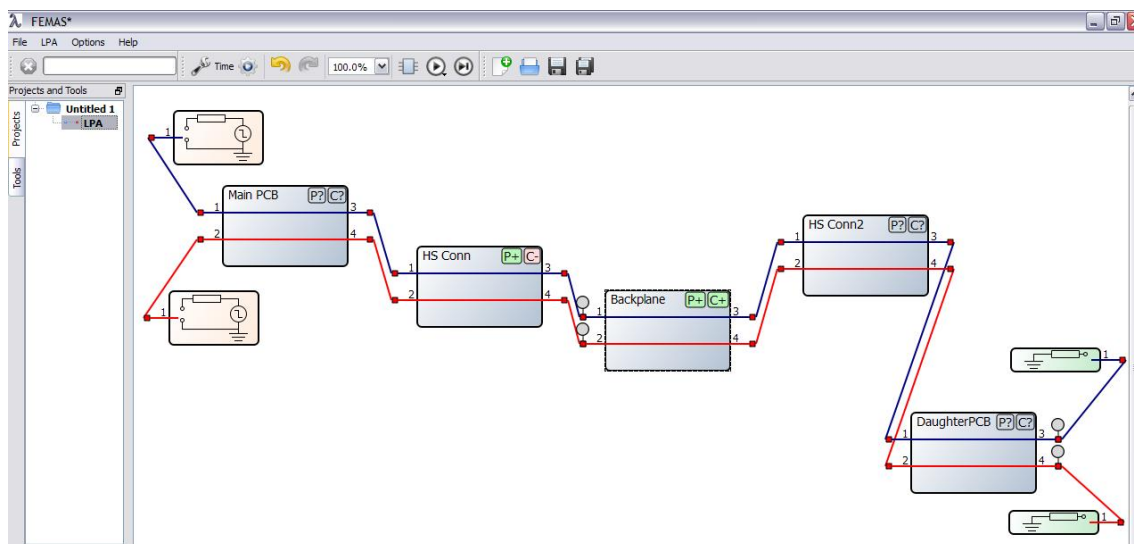 FEMAS*
File LPA Options Help
Time 100.0%
Projects and Tools
Projects
Tools
Untitled 1
LPA
1
Main PCB P? C?
1 3
2 4
1
HS Conn P+ C-
1 3
2 4
Backplane P+ C+
1 3
2 4
HS Conn2 P? C?
1 3
2 4
1
DaughterPCB P? C?
1 3
2 4
1